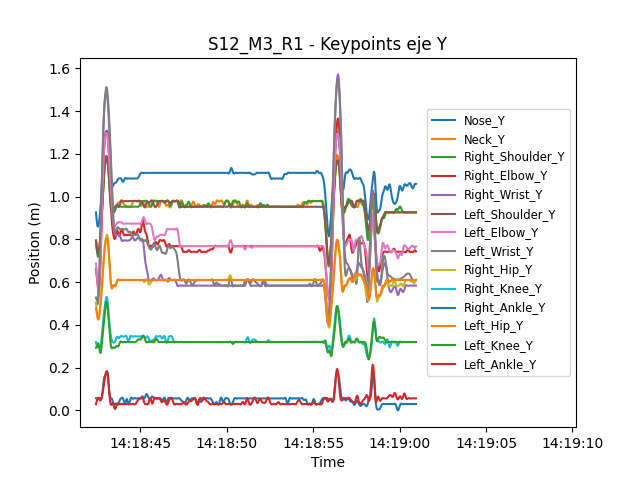 S12_M3_R1 - Keypoints eje Y
Position (m)
1.6
1.4
1.2
1.0
0.8
0.6
0.4
0.2
0.0
Nose_Y
Neck_Y
Right_Shoulder_Y
Right_Elbow_Y
Right_Wrist_Y
Left_Shoulder_Y
Left_Elbow_Y
Left_Wrist_Y
Right_Hip_Y
Right_Knee_Y
Right_Ankle_Y
Left_Hip_Y
Left_Knee_Y
Left_Ankle_Y
14:18:45 14:18:50 14:18:55 14:19:00 14:19:05 14:19:10
Time